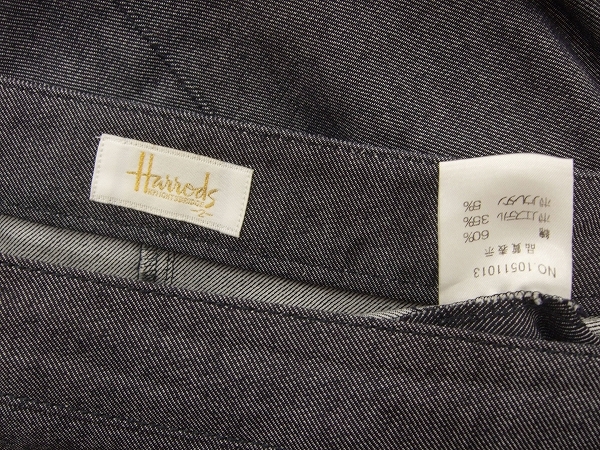 Harrods
KNIGHTSBRIDGE
NO.10511013
品質表示
綿 60%
ポリエステル 35%
ポリウレタン 5%